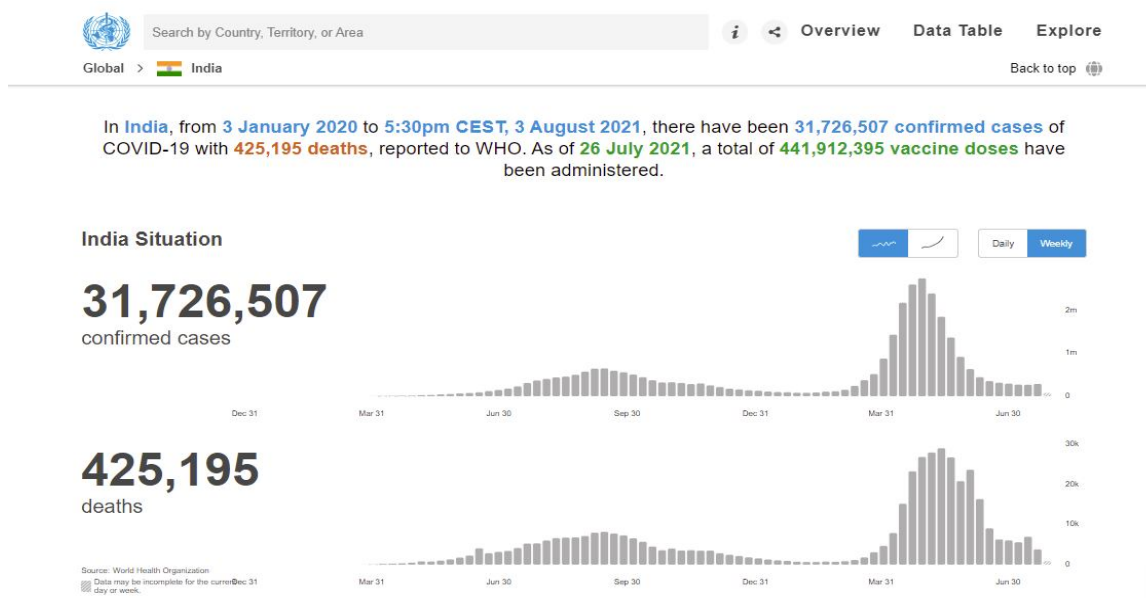 Search by Country, Territory, or Area
i
Overview
Data Table
Explore
Global > India
Back to top
In India, from 3 January 2020 to 5:30pm CEST, 3 August 2021, there have been 31,726,507 confirmed cases of
COVID-19 with 425,195 deaths, reported to WHO. As of 26 July 2021, a total of 441,912,395 vaccine doses have
been administered.
India Situation
Daily
Weekly
31,726,507
confirmed cases
2m
1m
0
Dec 31
Mar 31
Jun 30
Sep 30
Dec 31
Mar 31
Jun 30
425,195
deaths
30k
20k
10k
0
Source: World Health Organization
Data may be incomplete for the current
day or week.
Dec 31
Mar 31
Jun 30
Sep 30
Dec 31
Mar 31
Jun 30